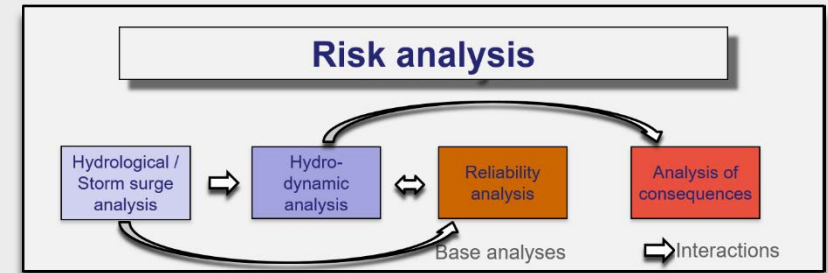 Risk analysis
Hydrological /
Storm surge
analysis
Hydro-
dynamic
analysis
Reliability
analysis
Analysis of
consequences
Base analyses
Interactions